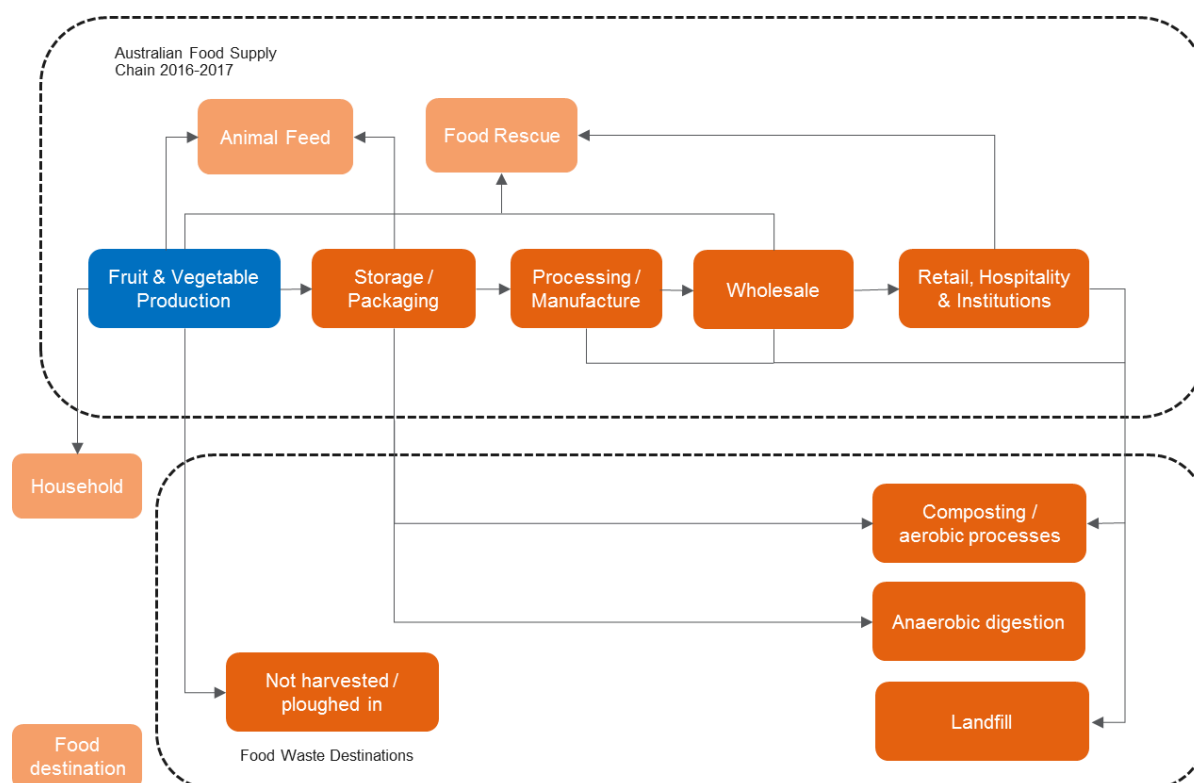 Australian Food Supply
Chain 2016-2017
Animal Feed
Food Rescue
Fruit & Vegetable
Production
Storage /
Packaging
Processing /
Manufacture
Wholesale
Retail, Hospitality
& Institutions
Household
Composting /
aerobic processes
Anaerobic digestion
Not harvested /
ploughed in
Landfill
Food
destination
Food Waste Destinations